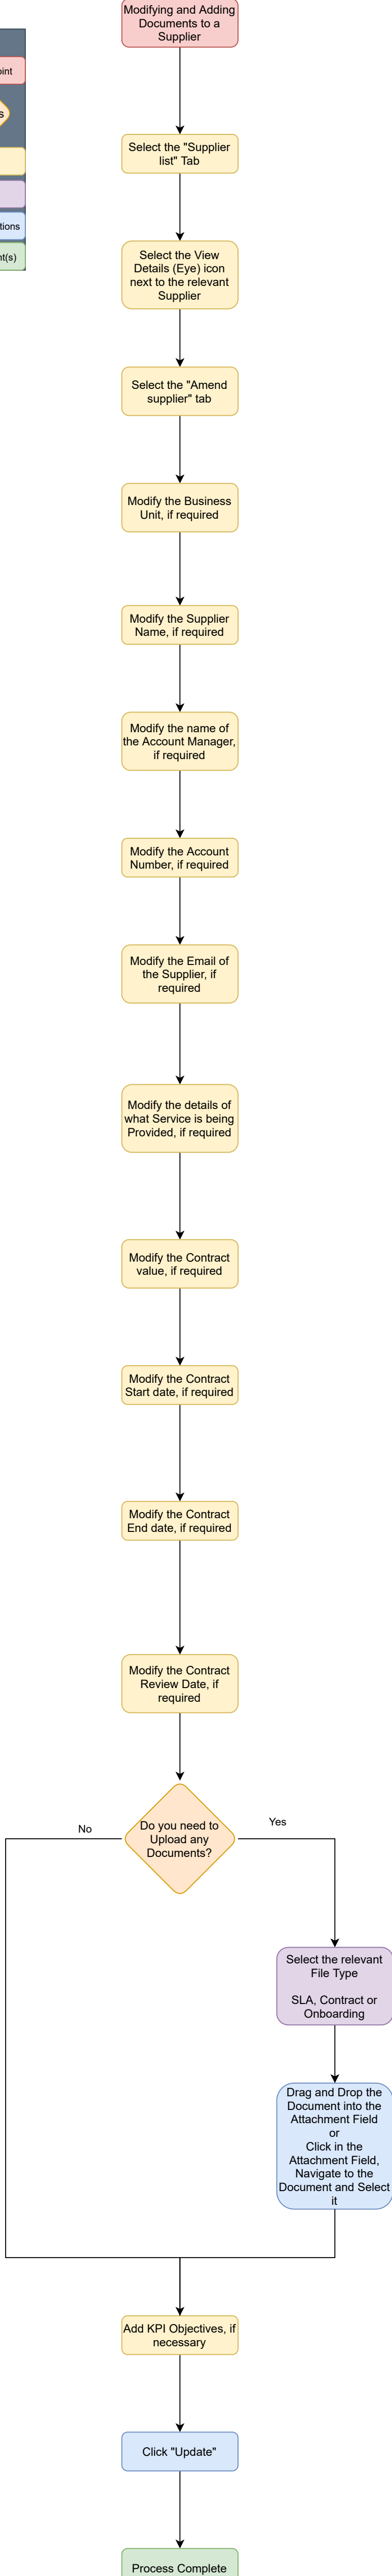 Modifying and Adding
Documents to a
Supplier
Select the "Supplier
list" Tab
Select the View
Details (Eye) icon
next to the relevant
Supplier
Select the "Amend
supplier" tab
Modify the Business
Unit, if required
Modify the Supplier
Name, if required
Modify the name of
the Account Manager,
if required
Modify the Account
Number, if required
Modify the Email of
the Supplier, if
required
Modify the details of
what Service is being
Provided, if required
Modify the Contract
value, if required
Modify the Contract
Start date, if required
Modify the Contract
End date, if required
Modify the Contract
Review Date, if
required
Do you need to
Upload any
Documents?
No
Yes
Select the relevant
File Type
SLA, Contract or
Onboarding
Drag and Drop the
Document into the
Attachment Field
or
Click in the
Attachment Field,
Navigate to the
Document and Select
it
Add KPI Objectives, if
necessary
Click "Update"
Process Complete